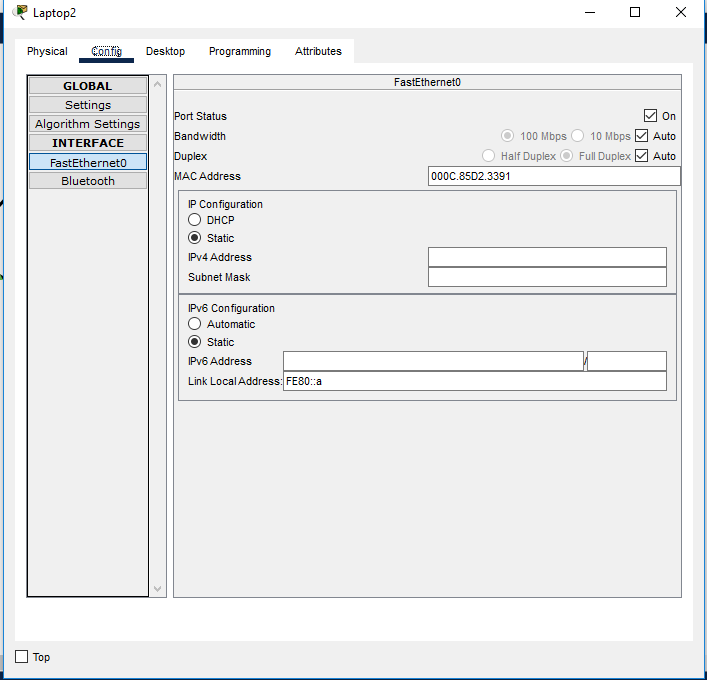 Laptop2
Physical Config Desktop Programming Attributes
GLOBAL
Settings
Algorithm Settings
INTERFACE
FastEthernet0
Bluetooth
FastEthernet0
Port Status On
Bandwidth 100 Mbps 10 Mbps Auto
Duplex Half Duplex Full Duplex Auto
MAC Address 000C.85D2.3391
IP Configuration
DHCP
Static
IPv4 Address
Subnet Mask
IPv6 Configuration
Automatic
Static
IPv6 Address /
Link Local Address: FE80::a
Top